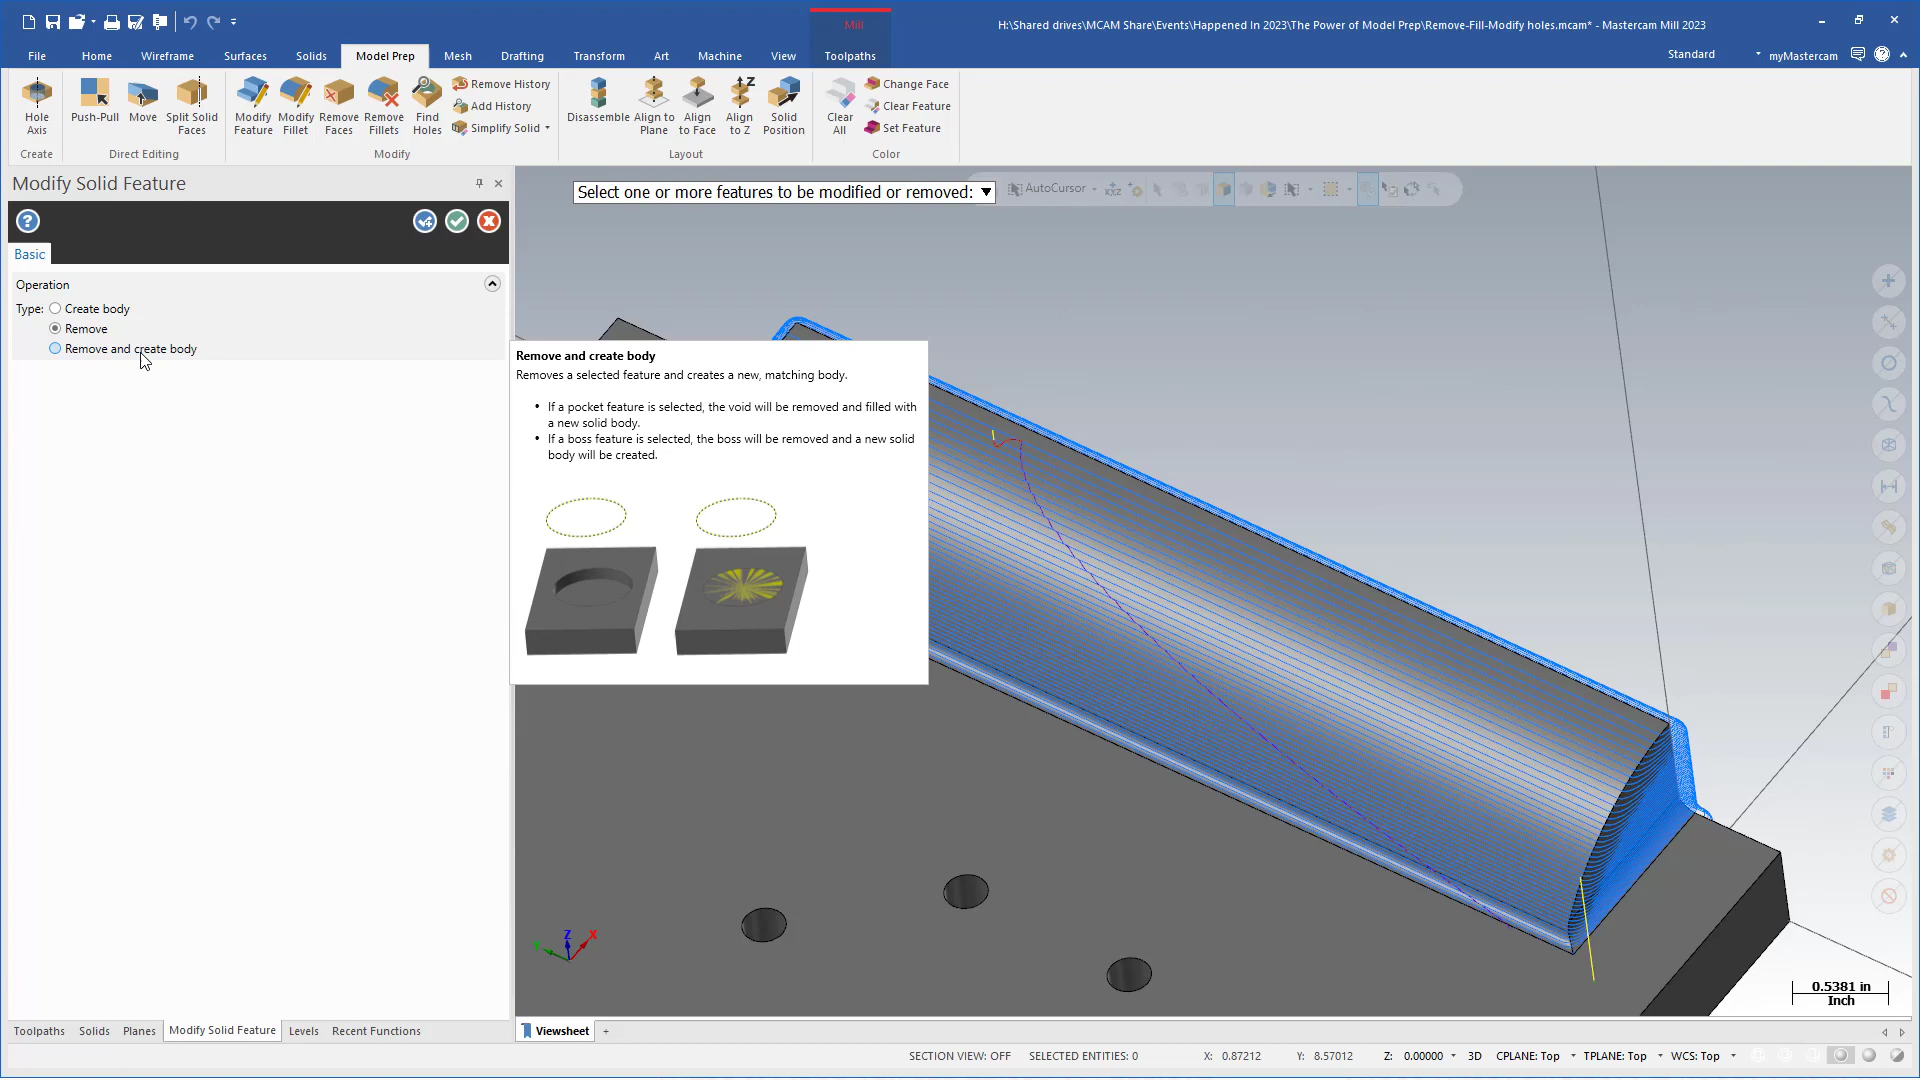 Mill
H:\Shared drives\MCAM Share\Events\Happened In 2023\The Power of Model Prep\Remove-Fill-Modify holes.mcam* - Mastercam Mill 2023
File Home Wireframe Surfaces Solids Model Prep Mesh Drafting Transform Art Machine View Toolpaths Standard myMastercam
Hole Axis
Push-Pull
Move
Split Solid Faces
Modify Feature
Modify Fillet
Remove Faces
Remove Fillets
Find Holes
Remove History
Add History
Simplify Solid
Disassemble
Align to Plane
Align to Face
Align to Z
Solid Position
Clear All
Change Face
Clear Feature
Set Feature
Create Direct Editing Modify Layout Color
Modify Solid Feature
Select one or more features to be modified or removed:
AutoCursor
Basic
Operation
Type: Create body
Remove
Remove and create body
Remove and create body
Removes a selected feature and creates a new, matching body.
• If a pocket feature is selected, the void will be removed and filled with
a new solid body.
• If a boss feature is selected, the boss will be removed and a new solid
body will be created.
Z
X
Y
0.5381 in
Inch
Toolpaths Solids Planes Modify Solid Feature Levels Recent Functions
Viewsheet +
SECTION VIEW: OFF SELECTED ENTITIES: 0 X: 0.87212 Y: 8.57012 Z: 0.00000 3D CPLANE: Top TPLANE: Top WCS: Top